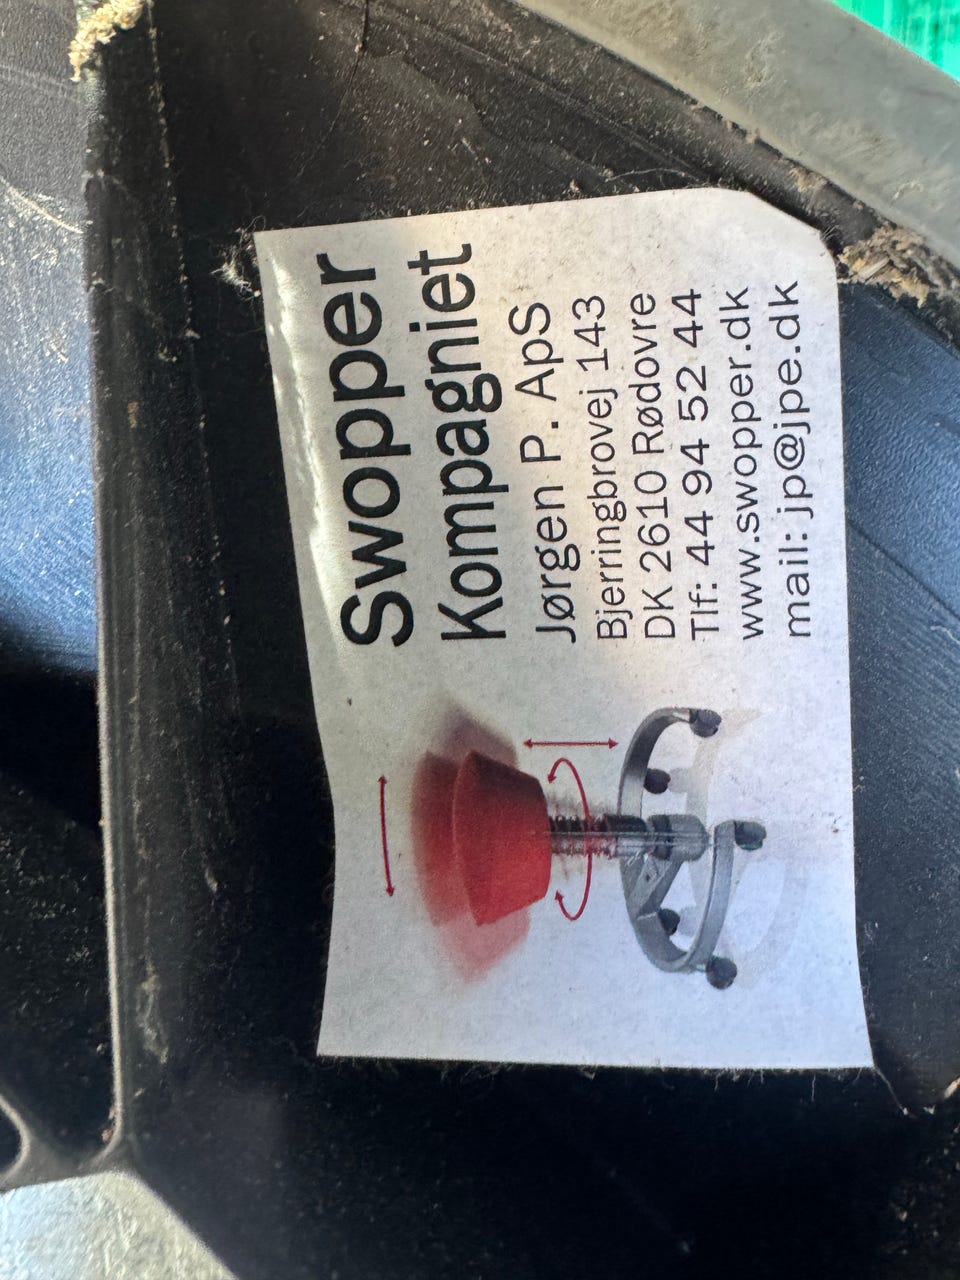 Swopper
Kompagniet
Jørgen P. ApS
Bjerringbrovej 143
DK 2610 Rødovre
Tlf: 44 94 52 44
www.swopper.dk
mail: jp@jpe.dk